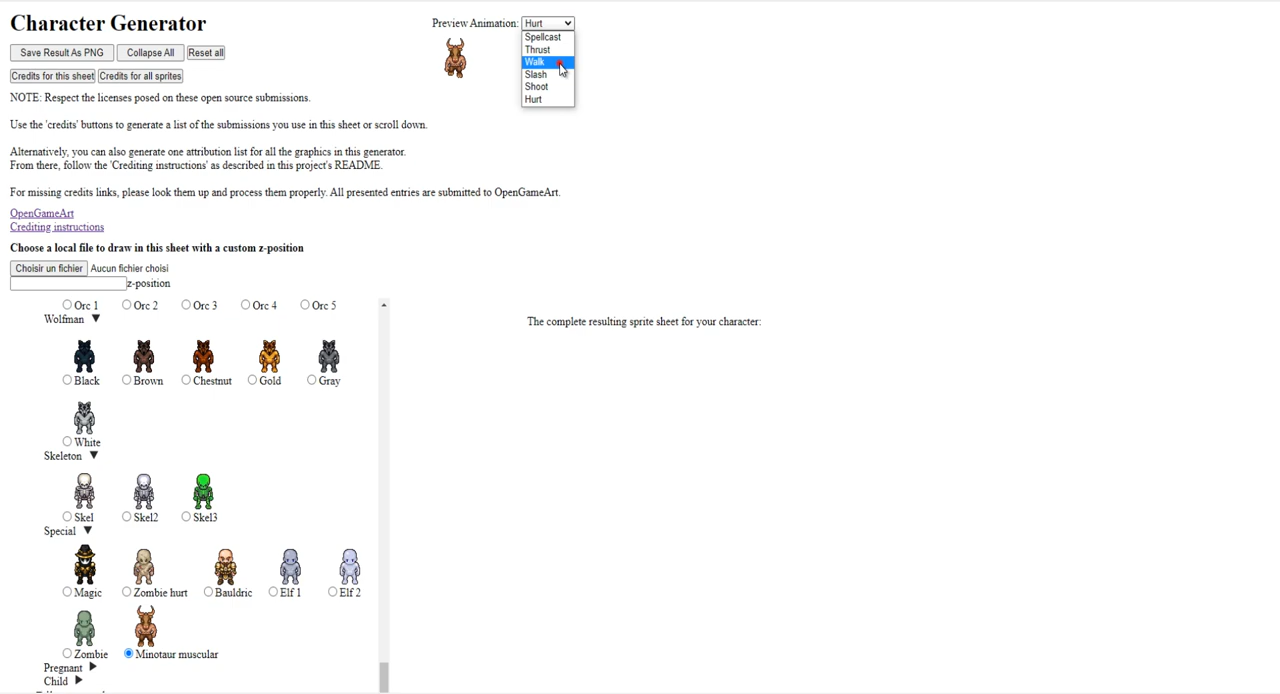 Character Generator
Preview Animation: Hurt
Save Result As PNG Collapse All Reset all
Spellcast
Thrust
Walk
Slash
Shoot
Hurt
Credits for this sheet Credits for all sprites
NOTE: Respect the licenses posed on these open source submissions.
Use the 'credits' buttons to generate a list of the submissions you use in this sheet or scroll down.
Alternatively, you can also generate one attribution list for all the graphics in this generator.
From there, follow the 'Crediting instructions' as described in this project's README.
For missing credits links, please look them up and process them properly. All presented entries are submitted to OpenGameArt.
OpenGameArt
Crediting instructions
Choose a local file to draw in this sheet with a custom z-position
Choisir un fichier Aucun fichier choisi
z-position
Orc 1 Orc 2 Orc 3 Orc 4 Orc 5
Wolfman
The complete resulting sprite sheet for your character:
Black Brown Chestnut Gold Gray
White
Skeleton
Skel Skel2 Skel3
Special
Magic Zombie hurt Bauldric Elf 1 Elf 2
Zombie Minotaur muscular
Pregnant
Child